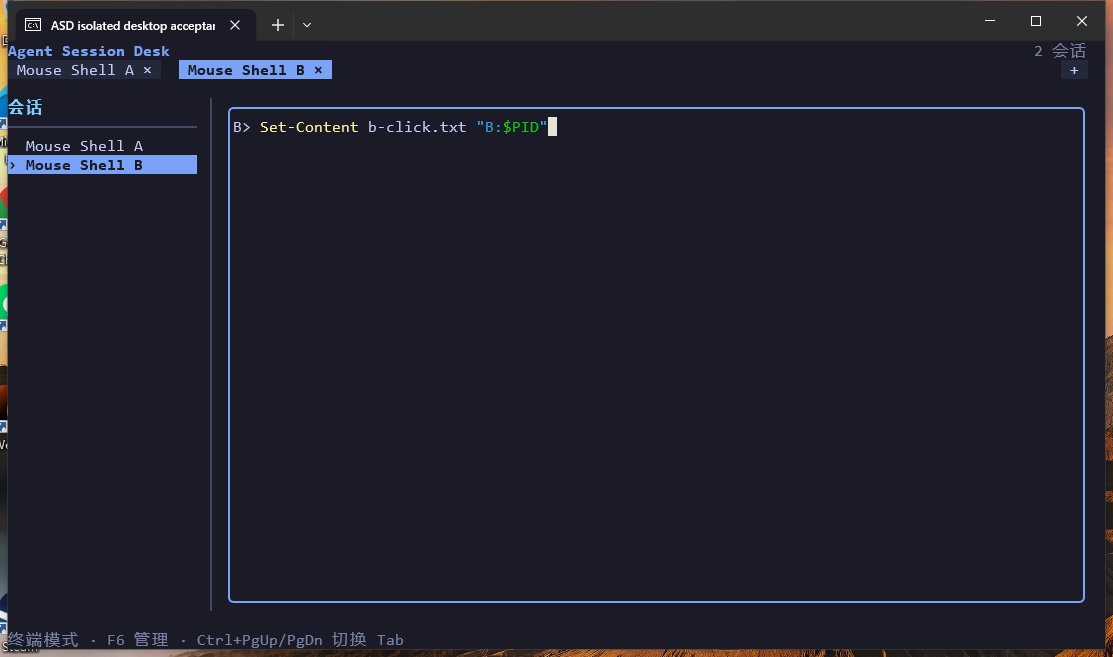 ASD isolated desktop acceptar
Agent Session Desk
2 会话
Mouse Shell A ×
Mouse Shell B ×
+
会话
Mouse Shell A
› Mouse Shell B
B> Set-Content b-click.txt "B:$PID"
终端模式 · F6 管理 · Ctrl+PgUp/PgDn 切换 Tab